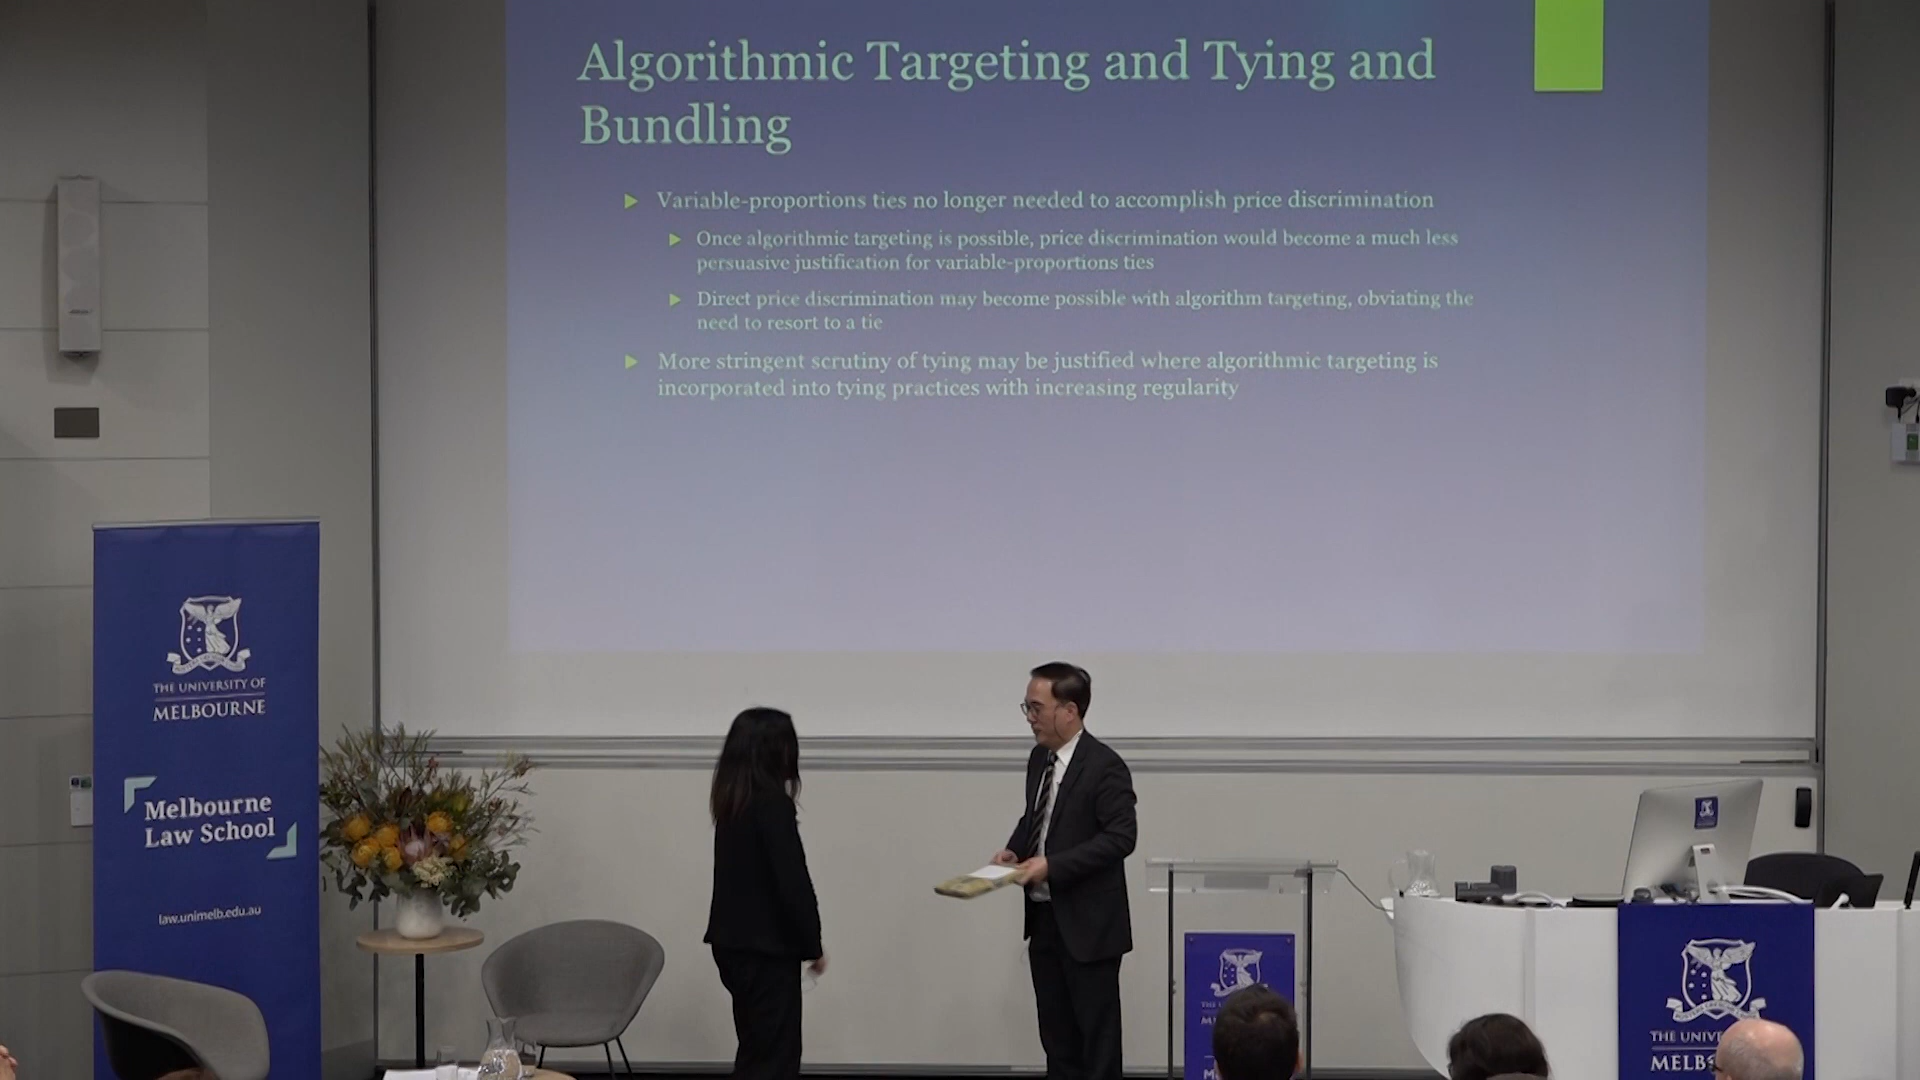 Algorithmic Targeting and Tying and
Bundling
Variable-proportions ties no longer needed to accomplish price discrimination
Once algorithmic targeting is possible, price discrimination would become a much less
persuasive justification for variable-proportions ties
Direct price discrimination may become possible with algorithm targeting, obviating the
need to resort to a tie
More stringent scrutiny of tying may be justified where algorithmic targeting is
incorporated into tying practices with increasing regularity
THE UNIVERSITY OF
MELBOURNE
Melbourne
Law School
law.unimelb.edu.au
THE UNIV
MELB